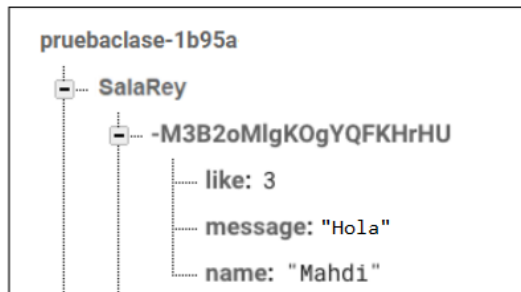 pruebaclase-1b95a
SalaRey
-M3B2oMlgKOgYQFKHrHU
like: 3
message: "Hola"
name: "Mahdi"